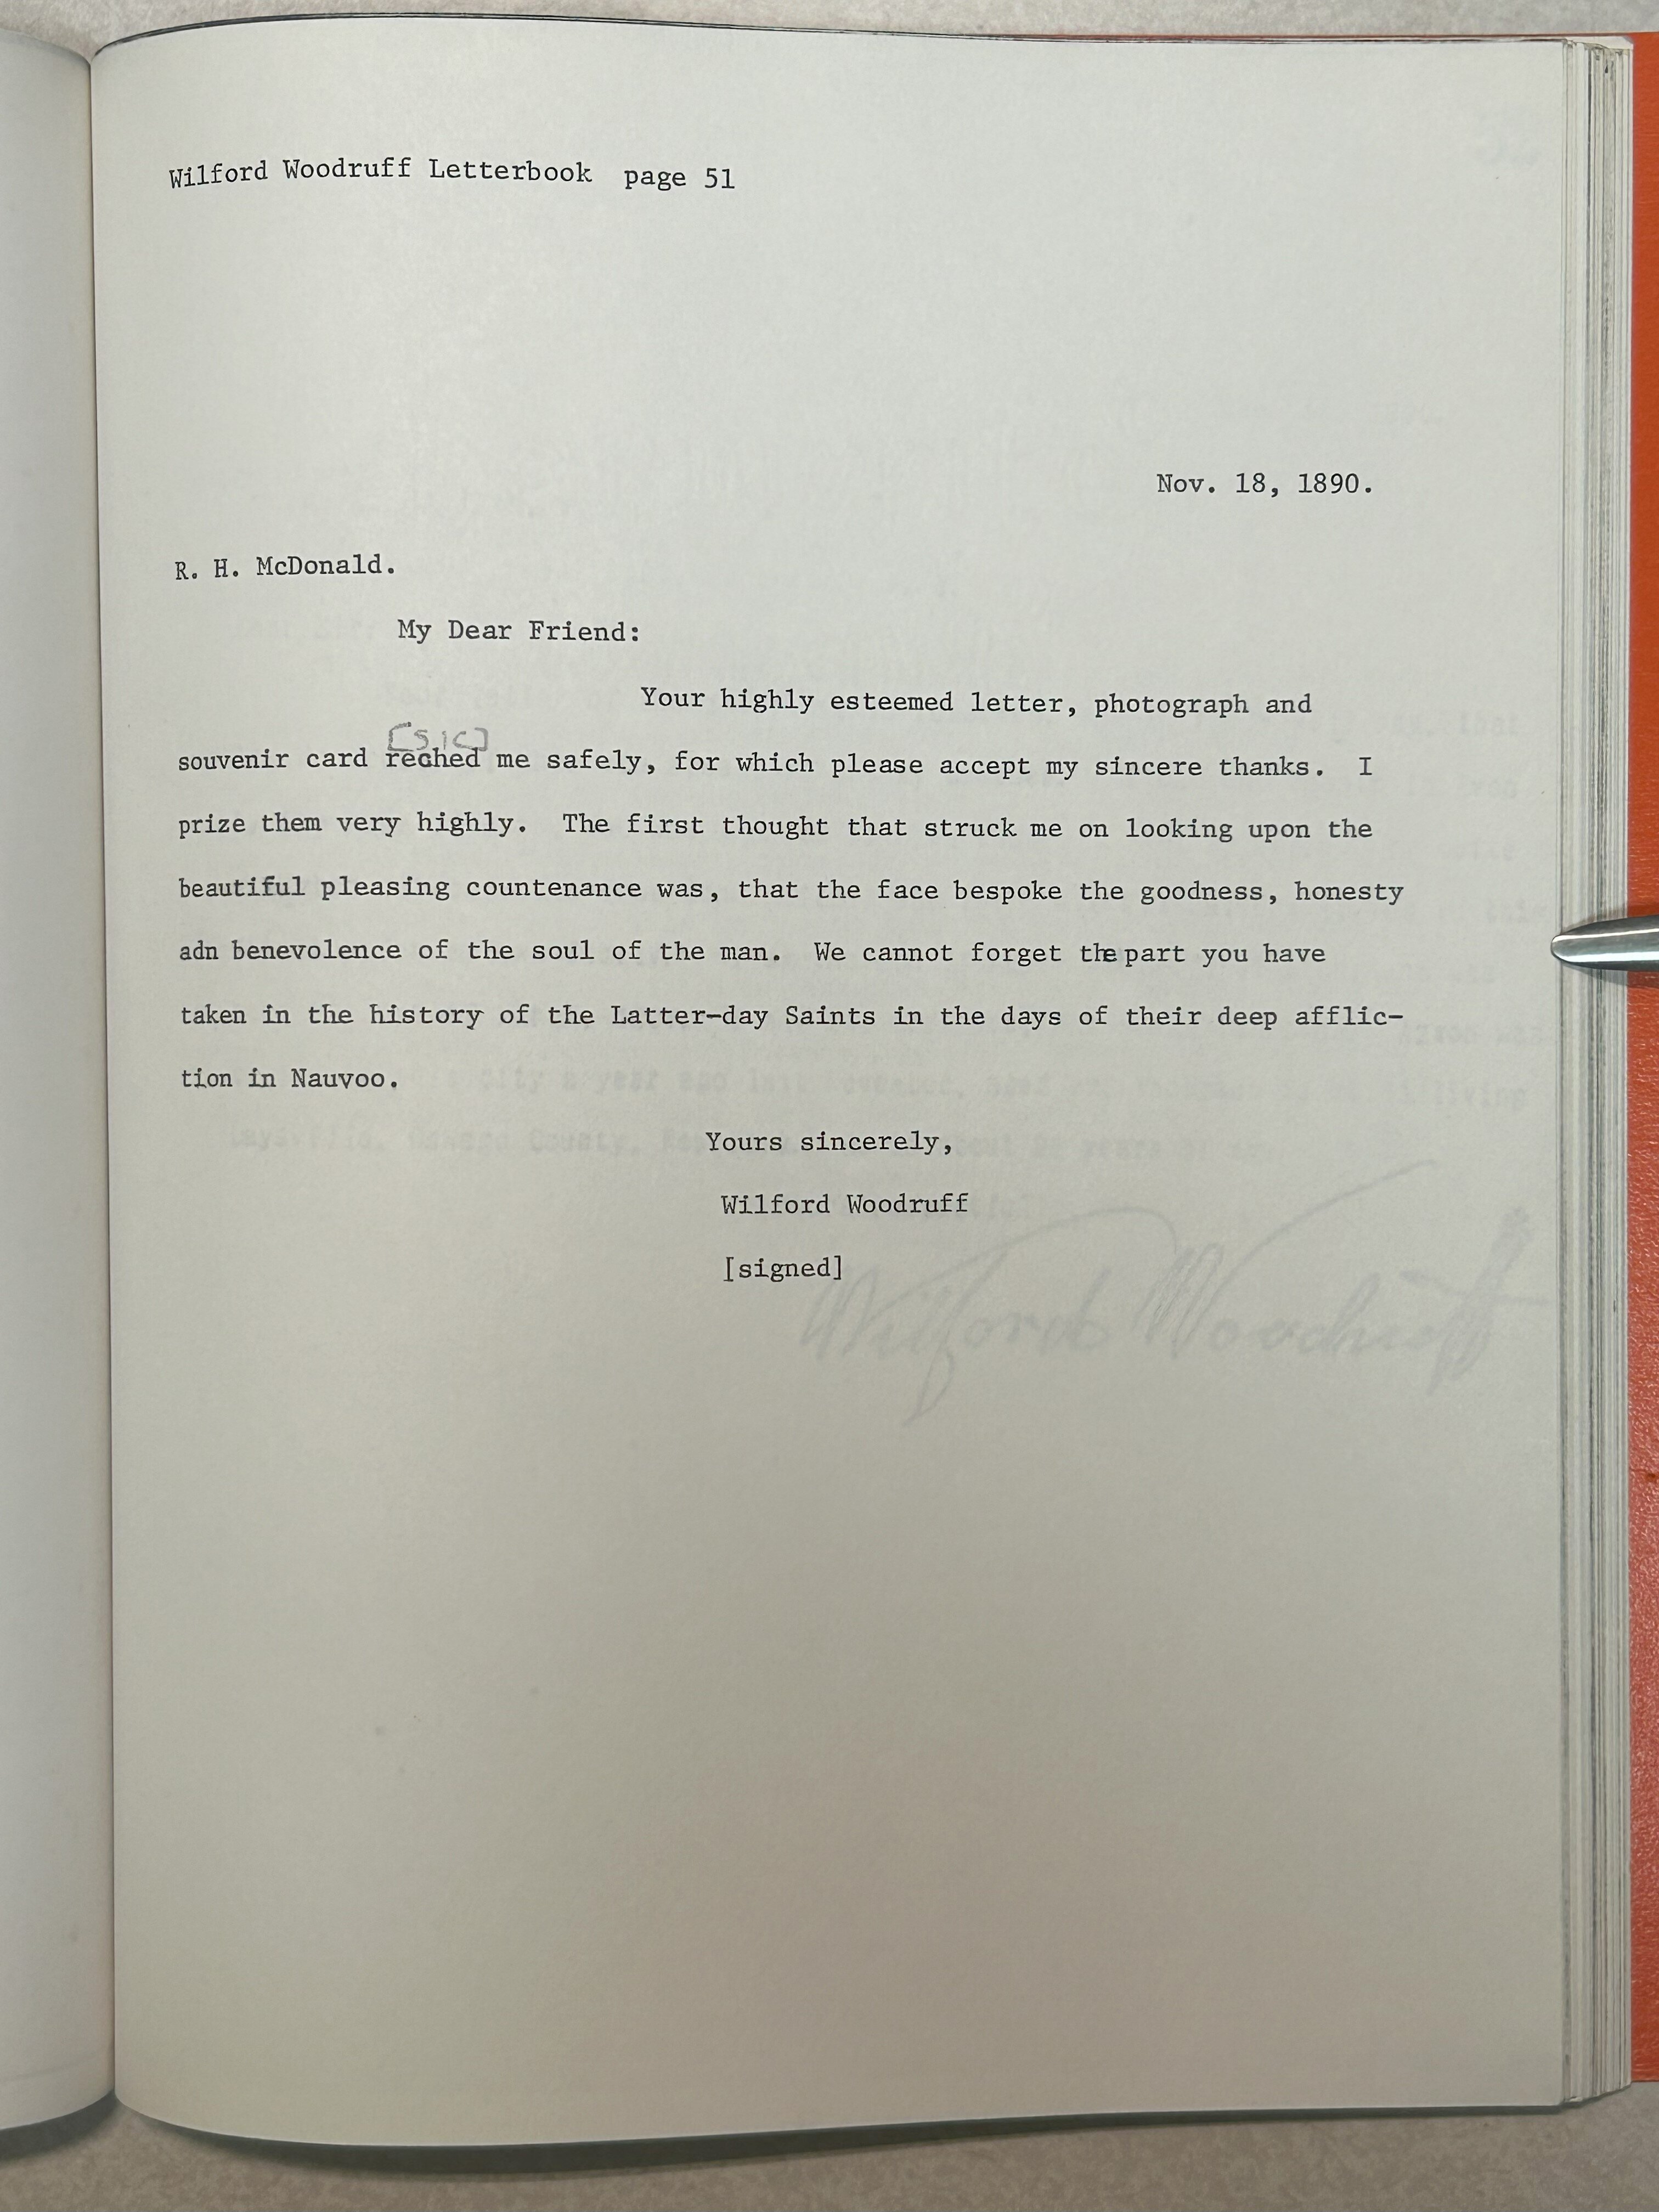 Wilford Woodruff Letterbook page 51
Nov. 18, 1890.
R. H. McDonald.
My Dear Friend:
Your highly esteemed letter, photograph and
[SIC]
souvenir card reched me safely, for which please accept my sincere thanks. I
prize them very highly. The first thought that struck me on looking upon the
beautiful pleasing countenance was, that the face bespoke the goodness, honesty
adn benevolence of the soul of the man. We cannot forget the part you have
taken in the history of the Latter-day Saints in the days of their deep afflic-
tion in Nauvoo.
Yours sincerely,
Wilford Woodruff
[signed]
Wilford Woodruff